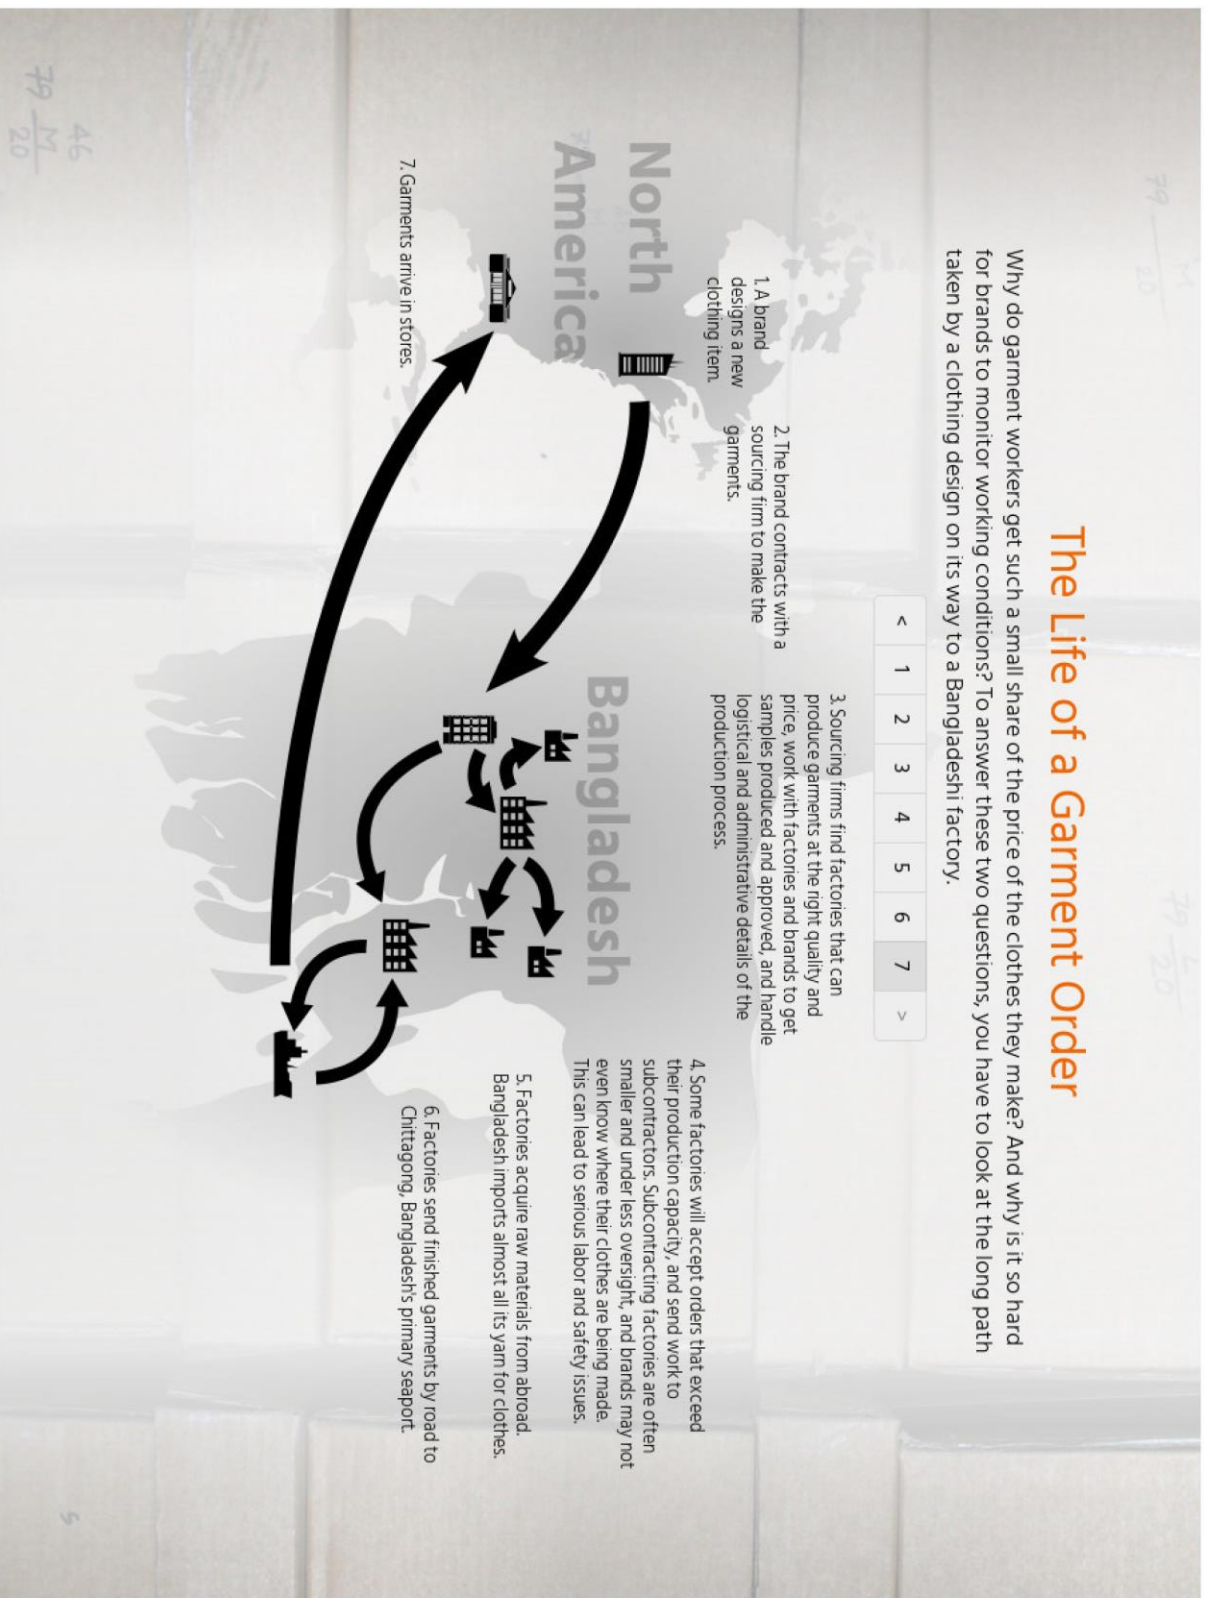 The Life of a Garment Order
Why do garment workers get such a small share of the price of the clothes they make? And why is it so hard
for brands to monitor working conditions? To answer these two questions, you have to look at the long path
taken by a clothing design on its way to a Bangladeshi factory.
< 1 2 3 4 5 6 7 >
North
America
Bangladesh
1. A brand
designs a new
clothing item.
2. The brand contracts with a
sourcing firm to make the
garments.
3. Sourcing firms find factories that can
produce garments at the right quality and
price, work with factories and brands to get
samples produced and approved, and handle
logistical and administrative details of the
production process.
4. Some factories will accept orders that exceed
their production capacity, and send work to
subcontractors. Subcontracting factories are often
smaller and under less oversight, and brands may not
even know where their clothes are being made.
This can lead to serious labor and safety issues.
5. Factories acquire raw materials from abroad.
Bangladesh imports almost all its yarn for clothes.
6. Factories send finished garments by road to
Chittagong, Bangladesh's primary seaport.
7. Garments arrive in stores.
79 M
20
79 L
20
46
79 M
20